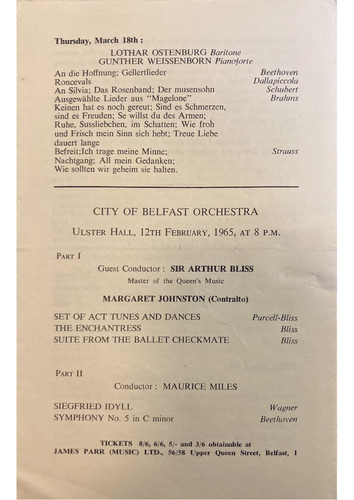 Thursday, March 18th :
LOTHAR OSTENBURG Baritone
GUNTHER WEISSENBORN Pianoforte
An die Hoffnung; Gellertlieder Beethoven
Roncevals Dallapiccola
An Silvia; Das Rosenband; Der musensohn Schubert
Ausgewählte Lieder aus "Magelone" Brahms
Keinen hat es noch gereut; Sind es Schmerzen,
sind es Freuden; Se willst du des Armen;
Ruhe, Sussliebchen, im Schatten; Wie froh
und Frisch mein Sinn sich hebt; Treue Liebe
dauert lange
Befreit;Ich trage meine Minne; Strauss
Nachtgang; All mein Gedanken;
Wie sollten wir geheim sie halten.
CITY OF BELFAST ORCHESTRA
ULSTER HALL, 12TH FEBRUARY, 1965, AT 8 P.M.
PART I
Guest Conductor : SIR ARTHUR BLISS
Master of the Queen's Music
MARGARET JOHNSTON (Contralto)
SET OF ACT TUNES AND DANCES Purcell-Bliss
THE ENCHANTRESS Bliss
SUITE FROM THE BALLET CHECKMATE Bliss
PART II
Conductor : MAURICE MILES
SIEGFRIED IDYLL Wagner
SYMPHONY No. 5 in C minor Beethoven
TICKETS 8/6, 6/6, 5/- and 3/6 obtainable at
JAMES PARR (MUSIC) LTD., 56/58 Upper Queen Street, Belfast, 1